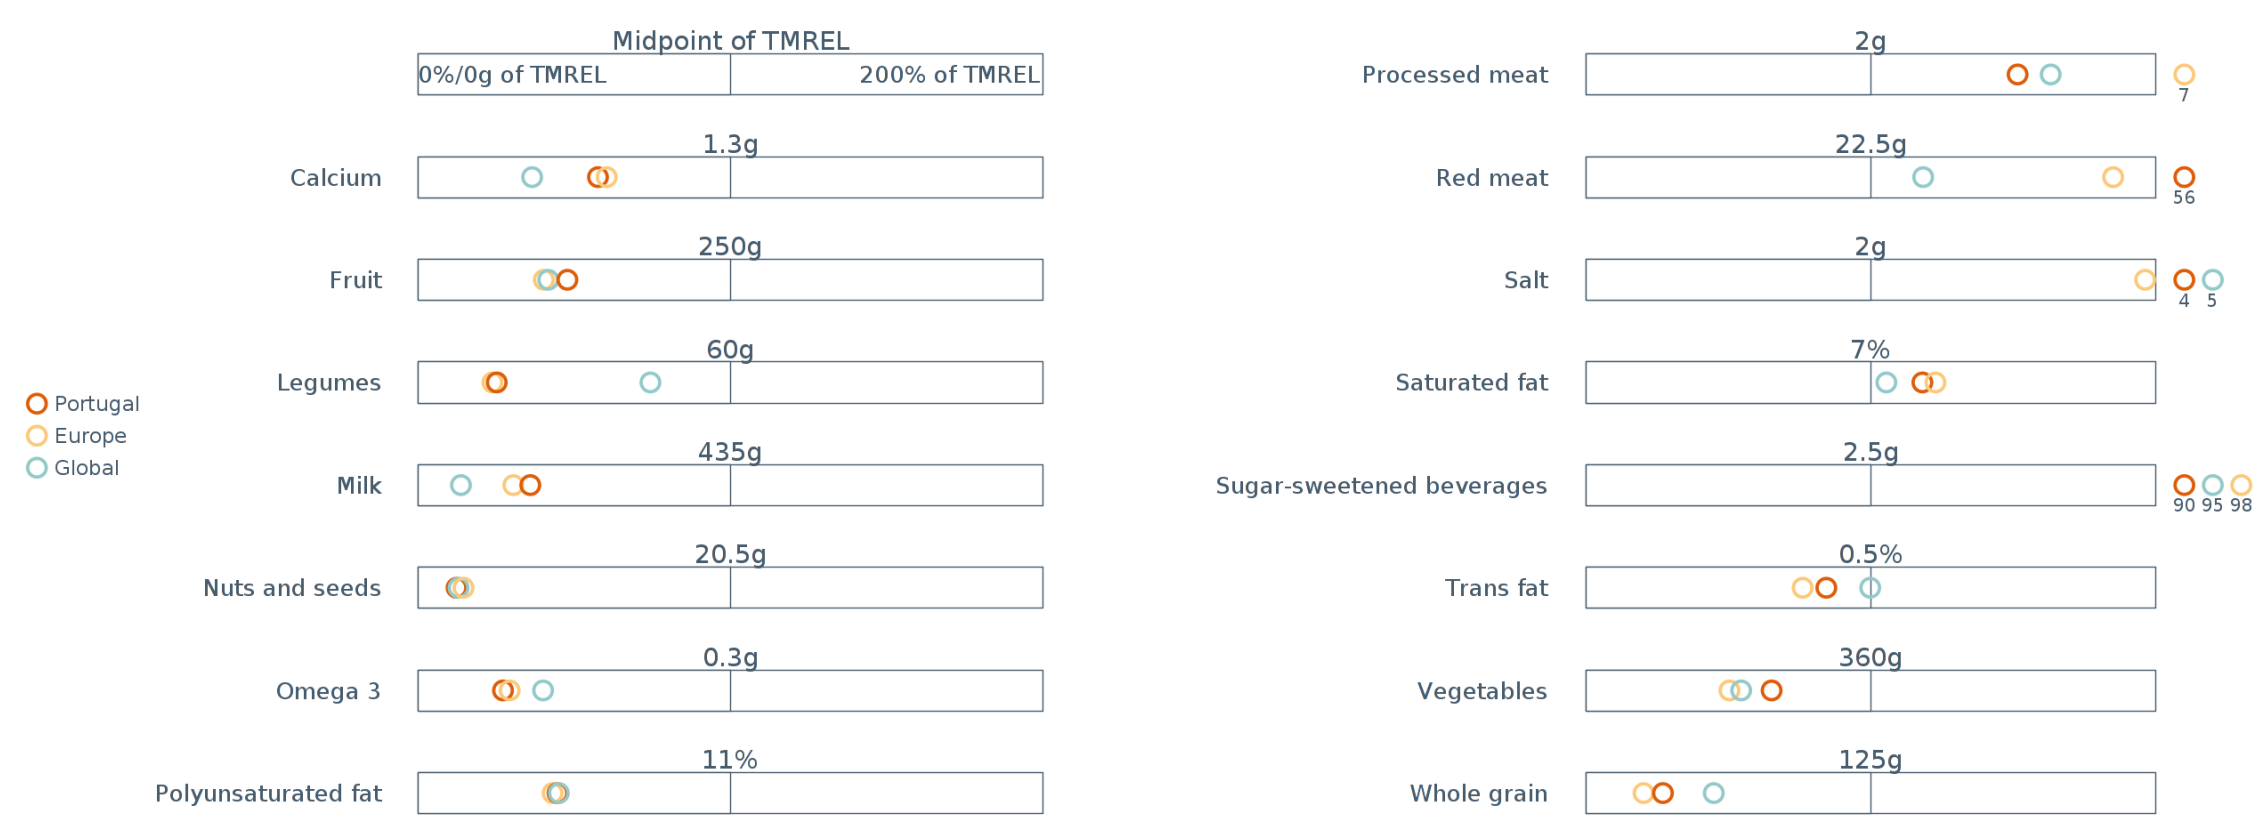 Midpoint of TMREL
0%/0g of TMREL
200% of TMREL
Calcium
1.3g
Fruit
250g
Legumes
60g
Milk
435g
Nuts and seeds
20.5g
Omega 3
0.3g
Polyunsaturated fat
11%
Portugal
Europe
Global
Processed meat
2g
7
Red meat
22.5g
56
Salt
2g
4 5
Saturated fat
7%
Sugar-sweetened beverages
2.5g
90 95 98
Trans fat
0.5%
Vegetables
360g
Whole grain
125g